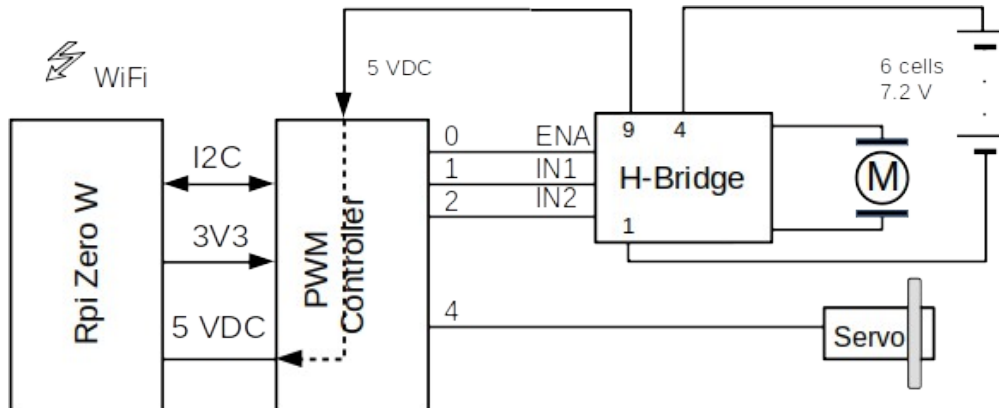 WiFi
5 VDC
6 cells
7.2 V
9
4
0
ENA
I2C
1
IN1
H-Bridge
M
2
IN2
1
3V3
Rpi Zero W
PWM
Controller
5 VDC
4
Servo